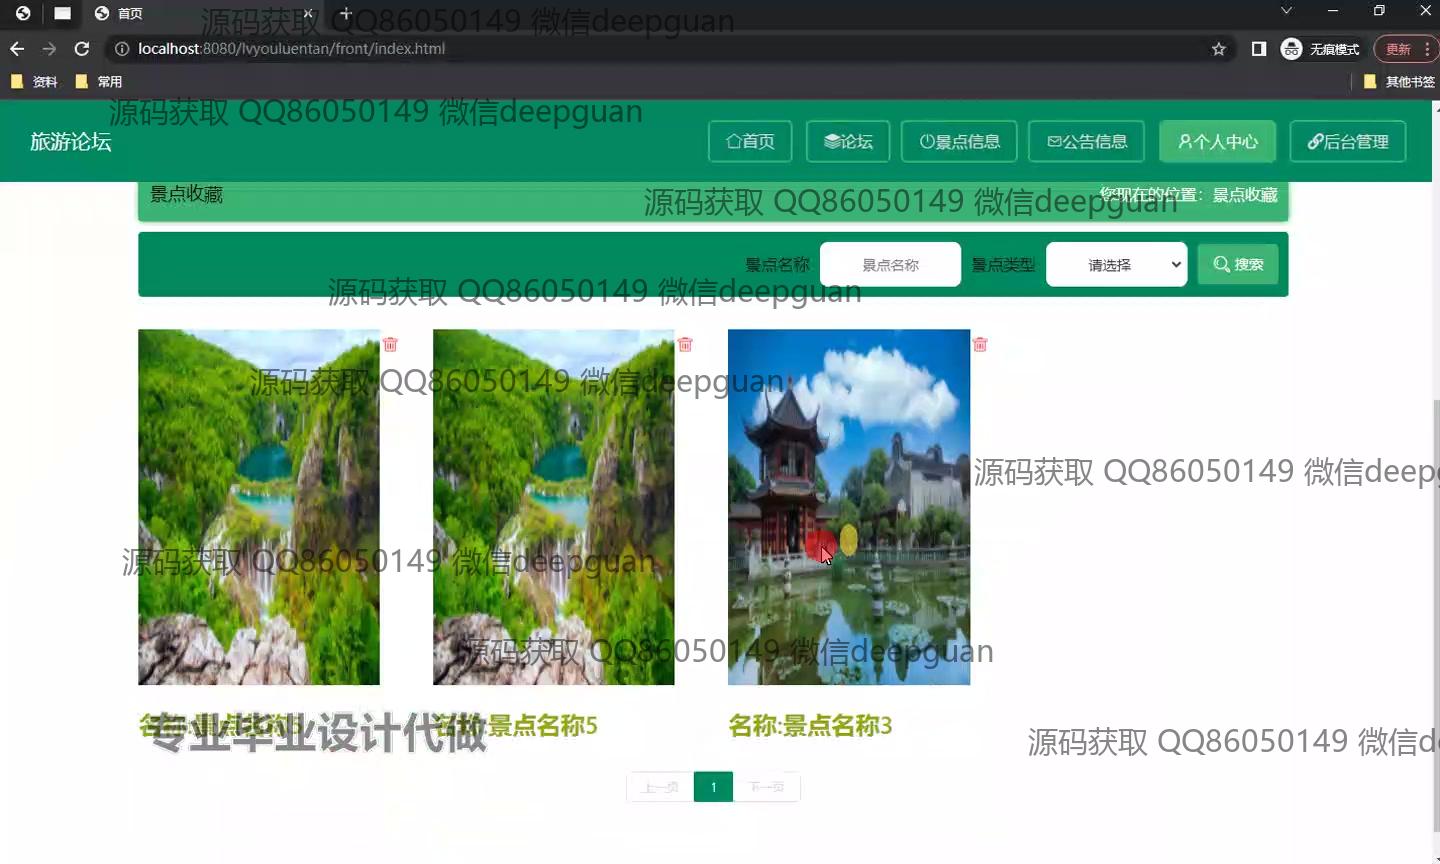 首页
源码获取 QQ86050149 微信deepguan
localhost:8080/lvyouluentan/front/index.html
无痕模式
更新
资料
常用
其他书签
源码获取 QQ86050149 微信deepguan
旅游论坛
首页
论坛
景点信息
公告信息
个人中心
后台管理
景点收藏
您现在的位置：景点收藏
源码获取 QQ86050149 微信deepguan
景点名称
景点名称
景点类型
请选择
搜索
源码获取 QQ86050149 微信deepguan
源码获取 QQ86050149 微信deepguan
源码获取 QQ86050149 微信deep
源码获取 QQ86050149 微信deepguan
源码获取 QQ86050149 微信deepguan
名称:景点名称5
名称:景点名称3
专业毕业设计代做
源码获取 QQ86050149 微信d
上一页
1
下一页